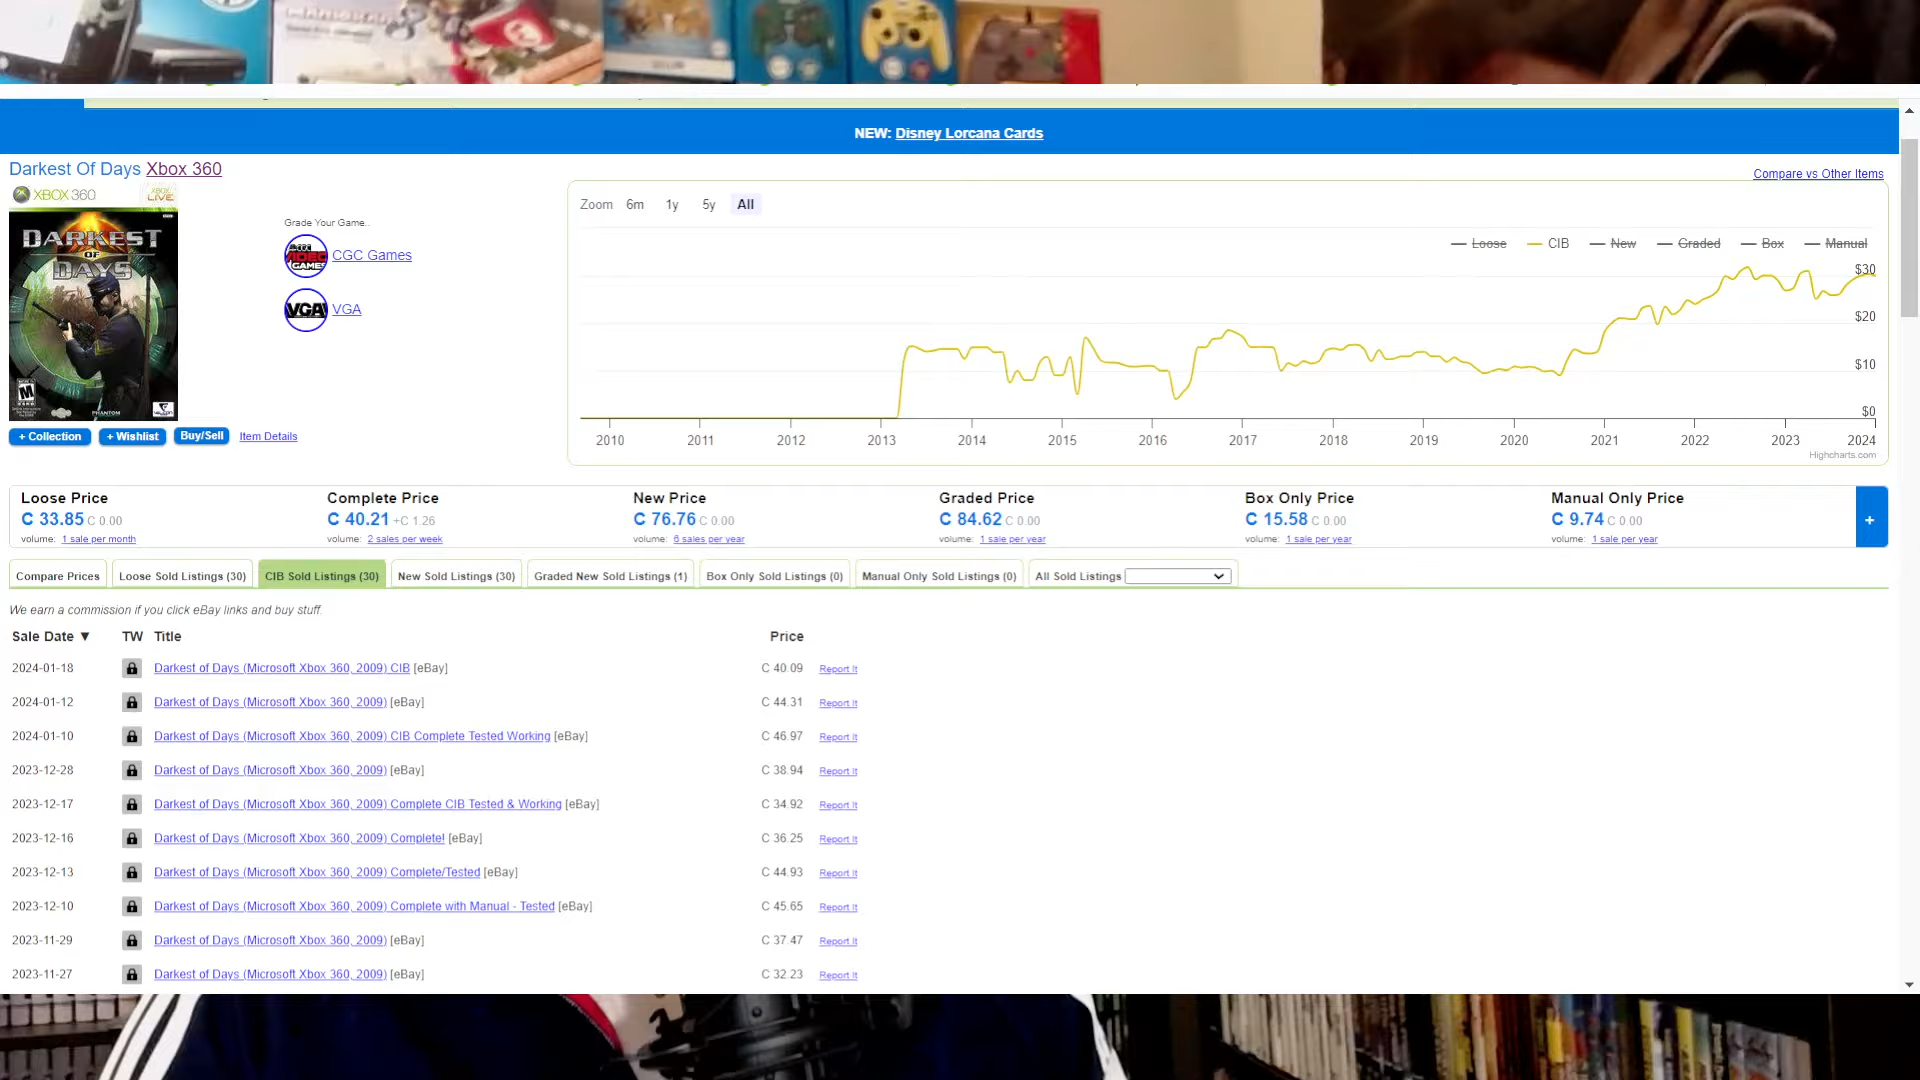 NEW: Disney Lorcana Cards
Darkest Of Days Xbox 360
Compare vs Other Items
XBOX 360
XBOX
LIVE
DARKEST
OF
DAYS
M
PHANTOM
Grade Your Game..
CGC Games
VGA VGA
+ Collection
+ Wishlist
Buy/Sell
Item Details
Zoom 6m 1y 5y All
Loose CIB New Graded Box Manual
$30
$20
$10
$0
2010 2011 2012 2013 2014 2015 2016 2017 2018 2019 2020 2021 2022 2023 2024
Highcharts.com
Loose Price Complete Price New Price Graded Price Box Only Price Manual Only Price
C 33.85 C 0.00 C 40.21 +C 1.26 C 76.76 C 0.00 C 84.62 C 0.00 C 15.58 C 0.00 C 9.74 C 0.00 +
volume: 1 sale per month volume: 2 sales per week volume: 6 sales per year volume: 1 sale per year volume: 1 sale per year volume: 1 sale per year
Compare Prices Loose Sold Listings (30) CIB Sold Listings (30) New Sold Listings (30) Graded New Sold Listings (1) Box Only Sold Listings (0) Manual Only Sold Listings (0) All Sold Listings
We earn a commission if you click eBay links and buy stuff.
Sale Date ▼ TW Title Price
2024-01-18 Darkest of Days (Microsoft Xbox 360, 2009) CIB [eBay] C 40.09 Report It
2024-01-12 Darkest of Days (Microsoft Xbox 360, 2009) [eBay] C 44.31 Report It
2024-01-10 Darkest of Days (Microsoft Xbox 360, 2009) CIB Complete Tested Working [eBay] C 46.97 Report It
2023-12-28 Darkest of Days (Microsoft Xbox 360, 2009) [eBay] C 38.94 Report It
2023-12-17 Darkest of Days (Microsoft Xbox 360, 2009) Complete CIB Tested & Working [eBay] C 34.92 Report It
2023-12-16 Darkest of Days (Microsoft Xbox 360, 2009) Complete! [eBay] C 36.25 Report It
2023-12-13 Darkest of Days (Microsoft Xbox 360, 2009) Complete/Tested [eBay] C 44.93 Report It
2023-12-10 Darkest of Days (Microsoft Xbox 360, 2009) Complete with Manual - Tested [eBay] C 45.65 Report It
2023-11-29 Darkest of Days (Microsoft Xbox 360, 2009) [eBay] C 37.47 Report It
2023-11-27 Darkest of Days (Microsoft Xbox 360, 2009) [eBay] C 32.23 Report It